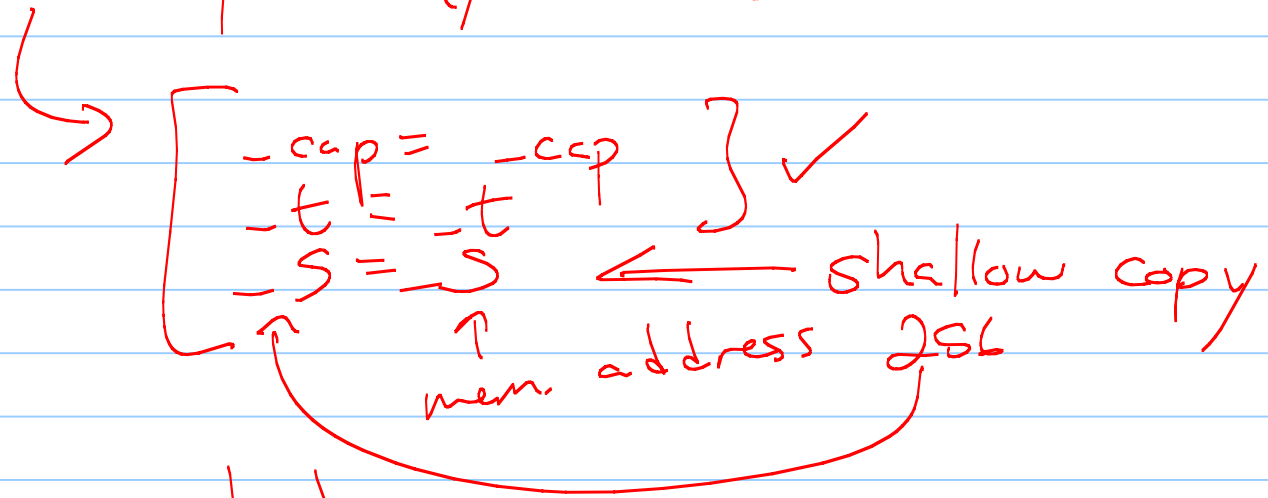 _cap = _cap
_t = _t
_s = _s ← shallow copy
mem. address 256